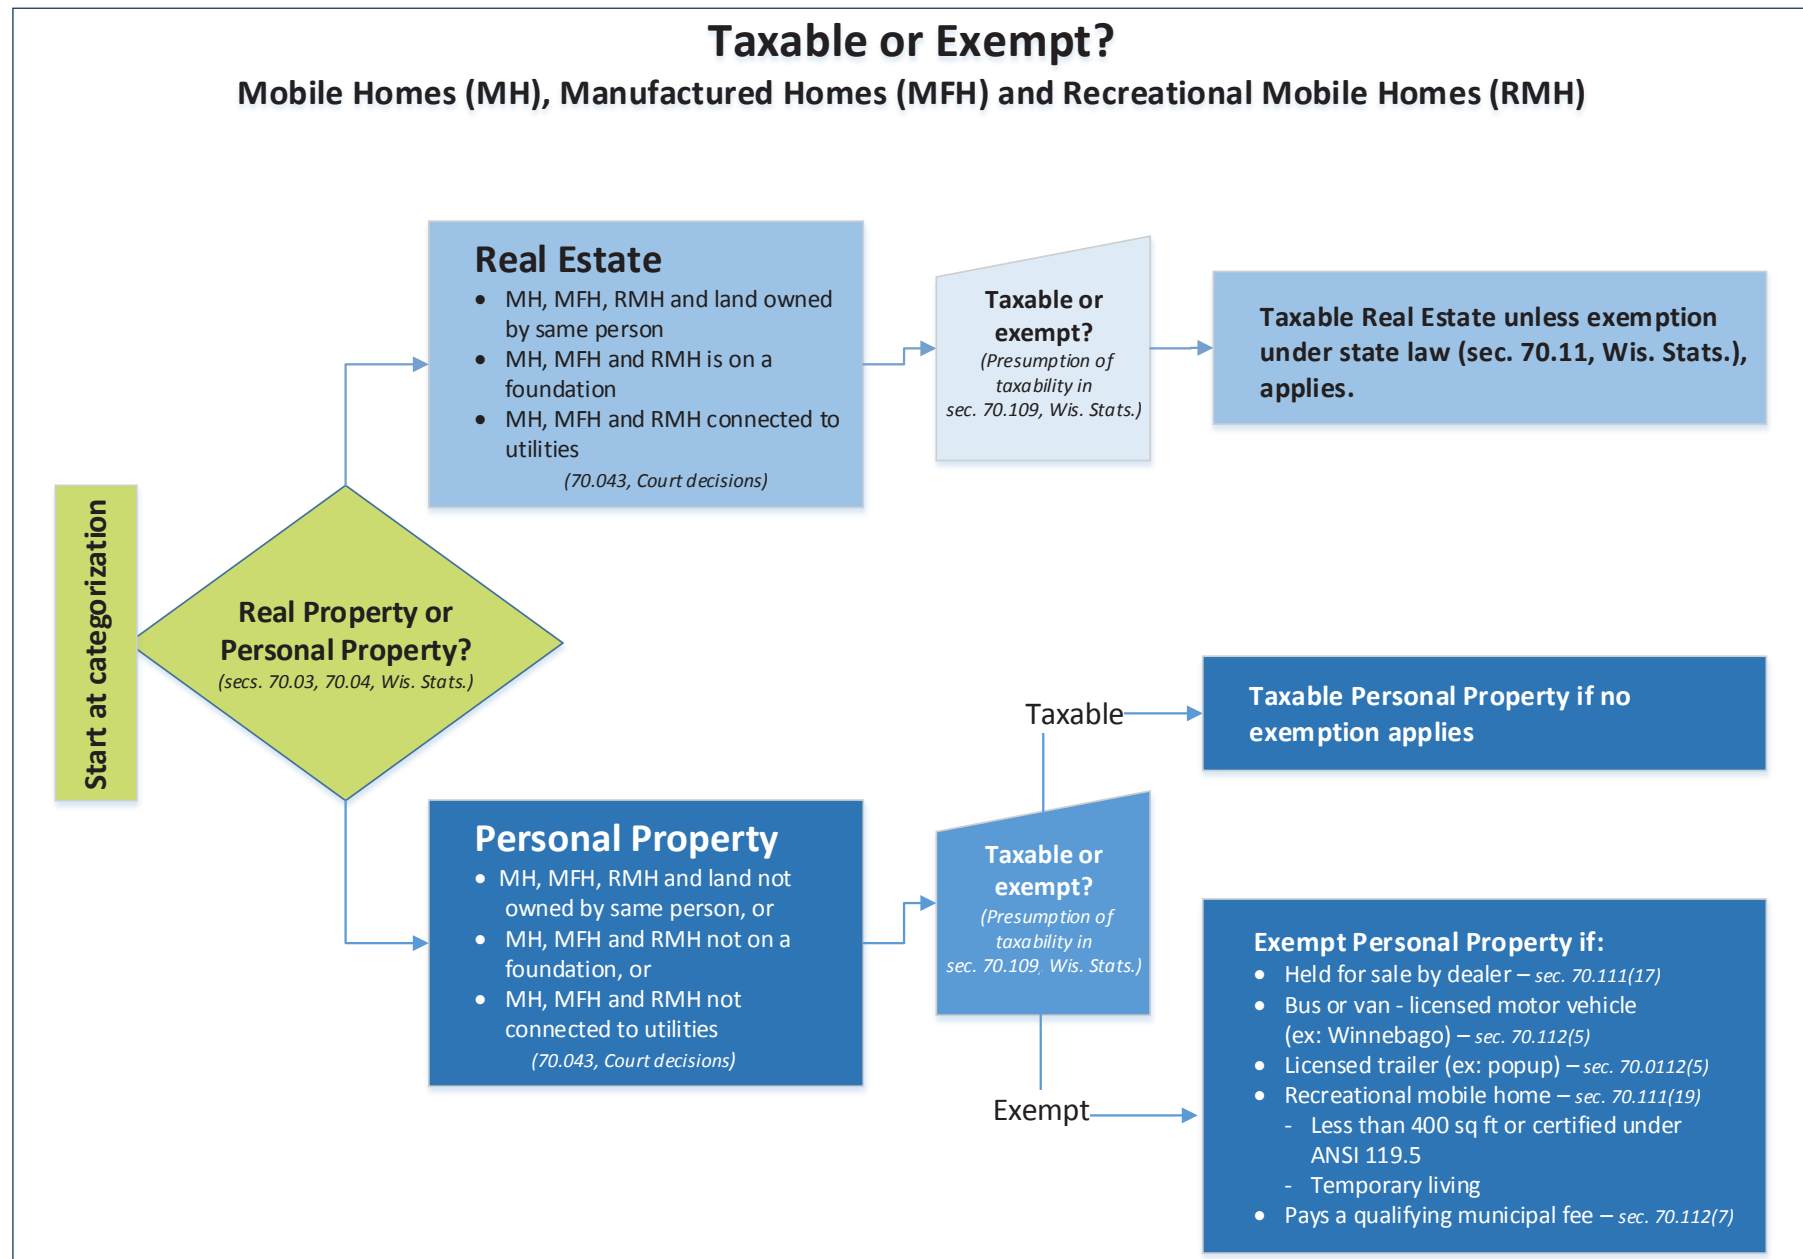 Taxable or Exempt?
Mobile Homes (MH), Manufactured Homes (MFH) and Recreational Mobile Homes (RMH)
Start at categorization
Real Property or
Personal Property?
(secs. 70.03, 70.04, Wis. Stats.)
Real Estate
• MH, MFH, RMH and land owned
by same person
• MH, MFH and RMH is on a
foundation
• MH, MFH and RMH connected to
utilities
(70.043, Court decisions)
Taxable or
exempt?
(Presumption of
taxability in
sec. 70.109, Wis. Stats.)
Taxable Real Estate unless exemption
under state law (sec. 70.11, Wis. Stats.),
applies.
Personal Property
• MH, MFH, RMH and land not
owned by same person, or
• MH, MFH and RMH not on a
foundation, or
• MH, MFH and RMH not
connected to utilities
(70.043, Court decisions)
Taxable or
exempt?
(Presumption of
taxability in
sec. 70.109, Wis. Stats.)
Taxable
Taxable Personal Property if no
exemption applies
Exempt
Exempt Personal Property if:
• Held for sale by dealer – sec. 70.111(17)
• Bus or van - licensed motor vehicle
(ex: Winnebago) – sec. 70.112(5)
• Licensed trailer (ex: popup) – sec. 70.0112(5)
• Recreational mobile home – sec. 70.111(19)
- Less than 400 sq ft or certified under
ANSI 119.5
- Temporary living
• Pays a qualifying municipal fee – sec. 70.112(7)